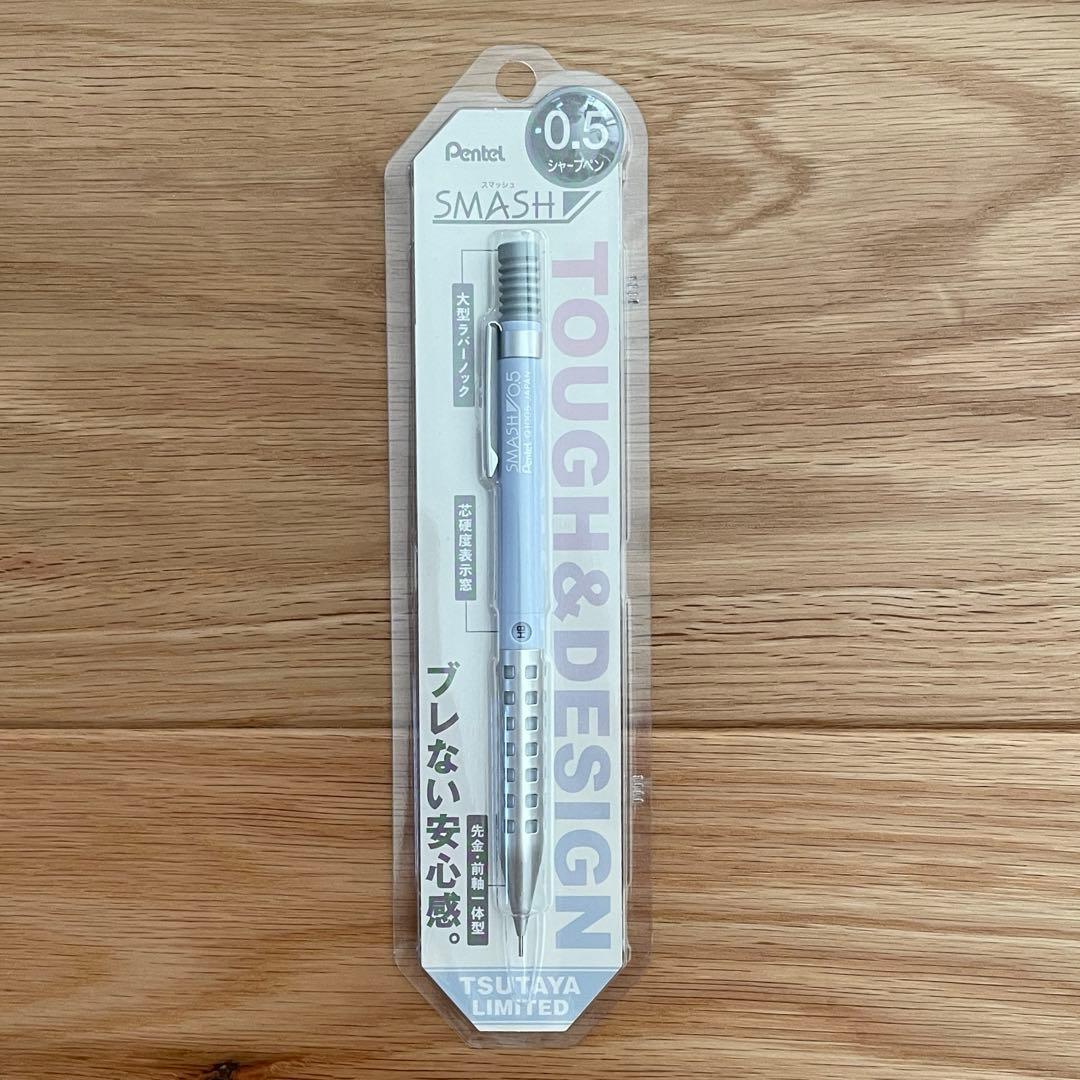 Pentel
·0.5
シャープペン
スマッシュ
SMASH
TOUGH&DESIGN
大型ラバーノック
SMASH 0.5
Pentel Q1005 JAPAN
芯硬度表示窓
HB
ブレない安心感。
先金・前軸一体型
TSUTAYA
LIMITED